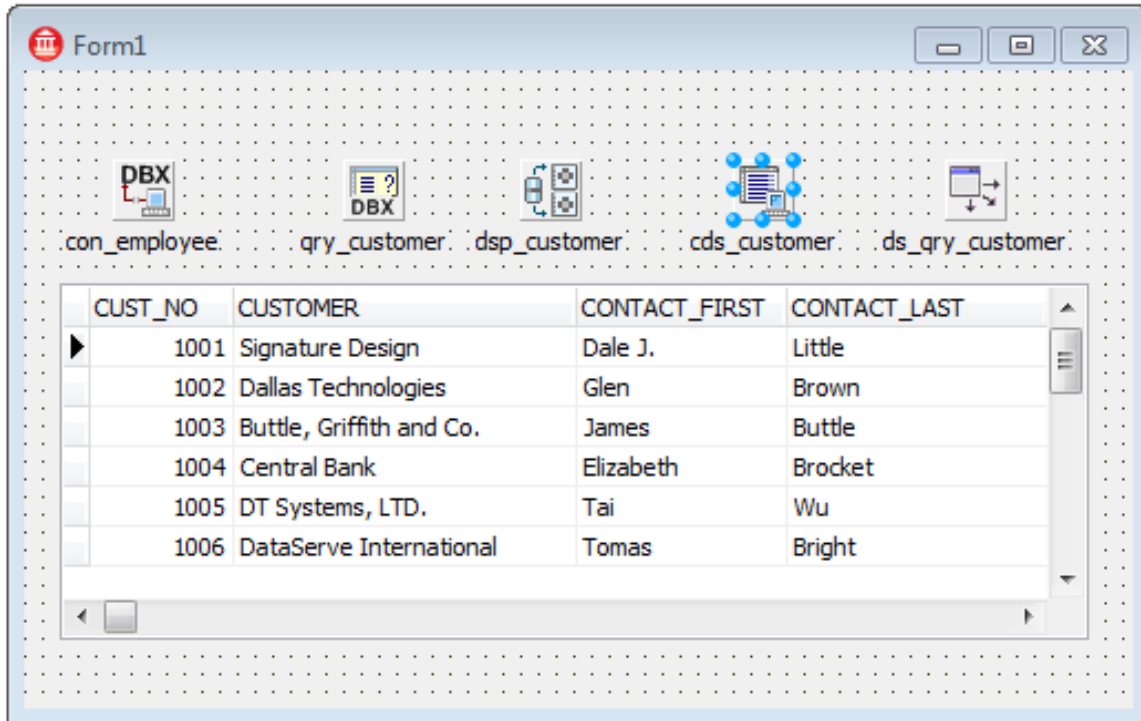 Form1
DBX
DBX
con_employee qry_customer dsp_customer cds_customer ds_qry_customer
CUST_NO CUSTOMER CONTACT_FIRST CONTACT_LAST
1001 Signature Design Dale J. Little
1002 Dallas Technologies Glen Brown
1003 Buttle, Griffith and Co. James Buttle
1004 Central Bank Elizabeth Brocket
1005 DT Systems, LTD. Tai Wu
1006 DataServe International Tomas Bright